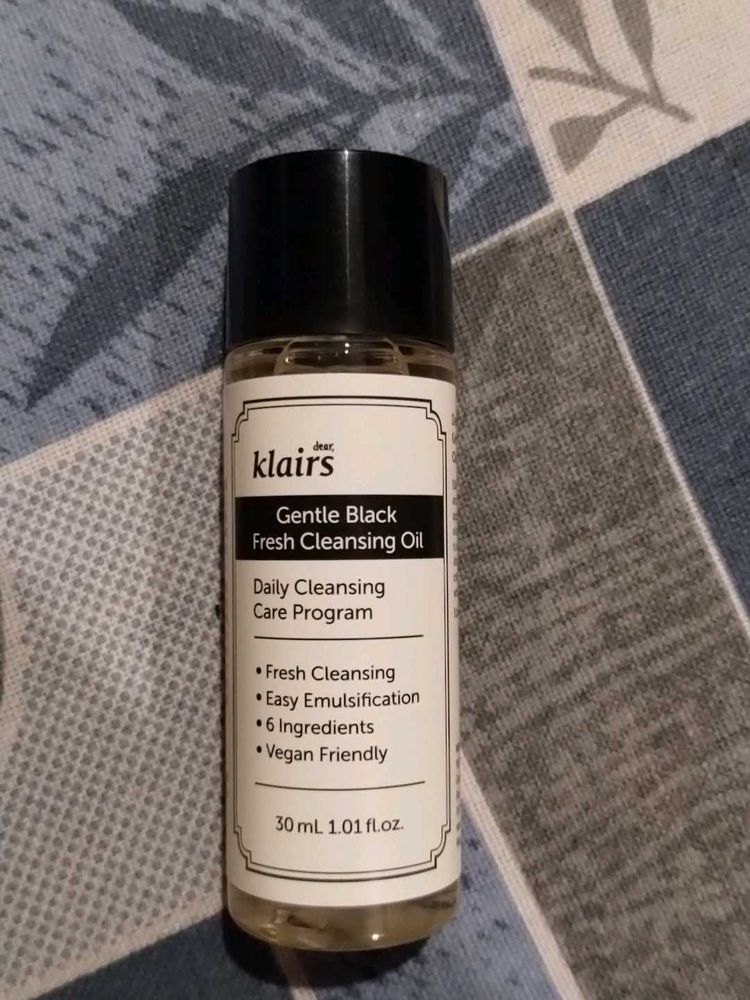 dear,
klairs
Gentle Black
Fresh Cleansing Oil
Daily Cleansing
Care Program
• Fresh Cleansing
• Easy Emulsification
• 6 Ingredients
• Vegan Friendly
30 mL 1.01 fl.oz.